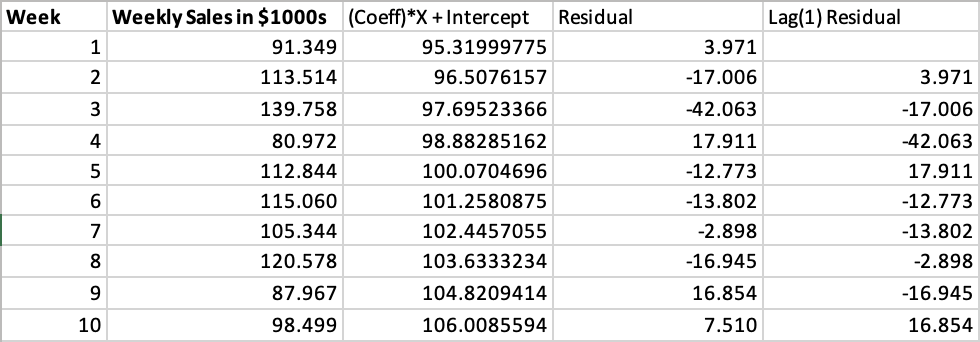 Week Weekly Sales in $1000s (Coeff)*X + Intercept Residual Lag(1) Residual
1 91.349 95.31999775 3.971
2 113.514 96.5076157 -17.006 3.971
3 139.758 97.69523366 -42.063 -17.006
4 80.972 98.88285162 17.911 -42.063
5 112.844 100.0704696 -12.773 17.911
6 115.060 101.2580875 -13.802 -12.773
7 105.344 102.4457055 -2.898 -13.802
8 120.578 103.6333234 -16.945 -2.898
9 87.967 104.8209414 16.854 -16.945
10 98.499 106.0085594 7.510 16.854